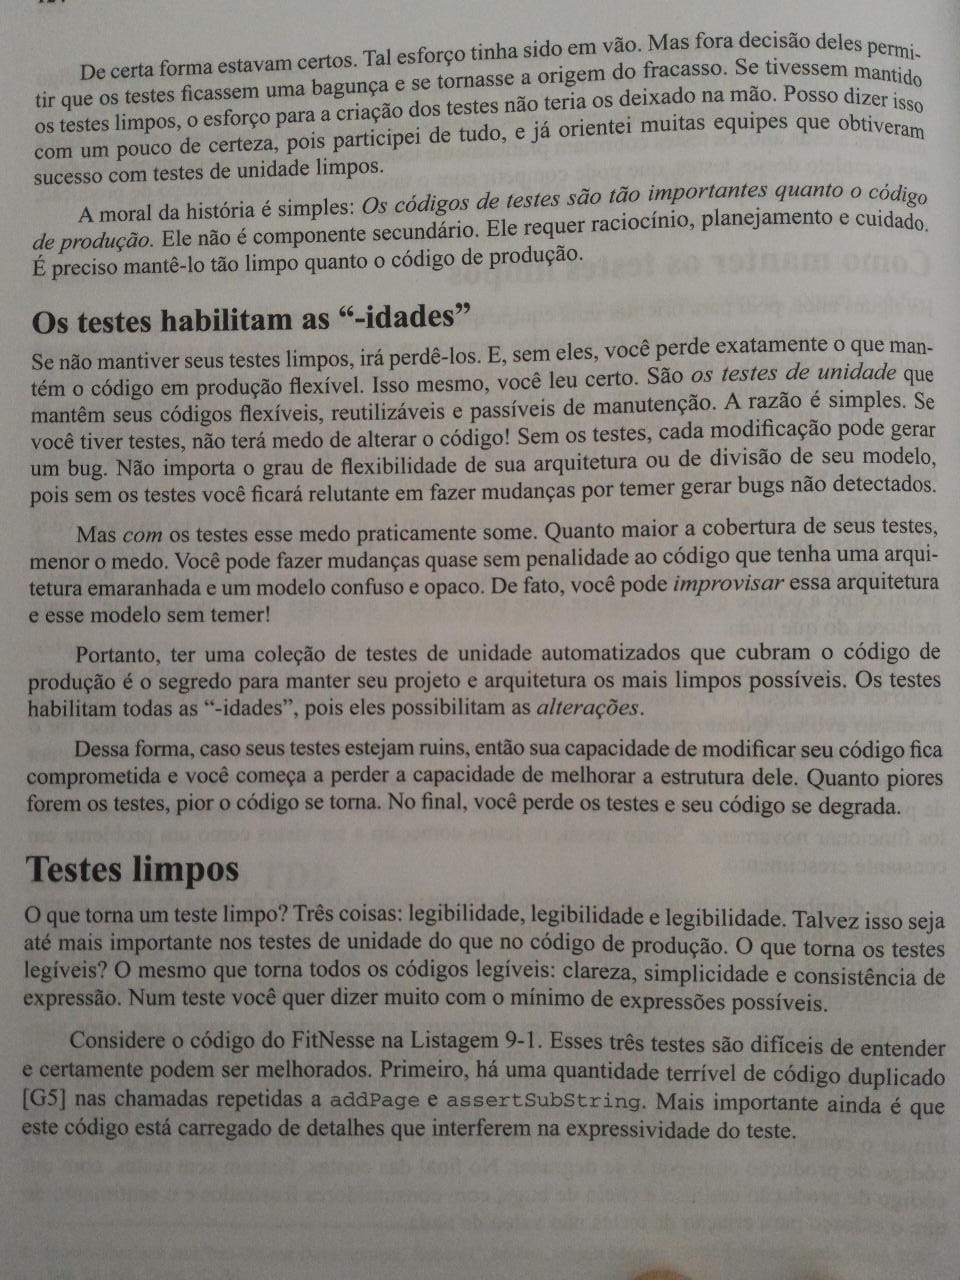 De certa forma estavam certos. Tal esforço tinha sido em vão. Mas fora decisão deles permi-
tir que os testes ficassem uma bagunça e se tornasse a origem do fracasso. Se tivessem mantido
os testes limpos, o esforço para a criação dos testes não teria os deixado na mão. Posso dizer isso
com um pouco de certeza, pois participei de tudo, e já orientei muitas equipes que obtiveram
sucesso com testes de unidade limpos.
A moral da história é simples: Os códigos de testes são tão importantes quanto o código
de produção. Ele não é componente secundário. Ele requer raciocínio, planejamento e cuidado.
É preciso mantê-lo tão limpo quanto o código de produção.
Os testes habilitam as “-idades”
Se não mantiver seus testes limpos, irá perdê-los. E, sem eles, você perde exatamente o que man-
tém o código em produção flexível. Isso mesmo, você leu certo. São os testes de unidade que
mantêm seus códigos flexíveis, reutilizáveis e passíveis de manutenção. A razão é simples. Se
você tiver testes, não terá medo de alterar o código! Sem os testes, cada modificação pode gerar
um bug. Não importa o grau de flexibilidade de sua arquitetura ou de divisão de seu modelo,
pois sem os testes você ficará relutante em fazer mudanças por temer gerar bugs não detectados.
Mas com os testes esse medo praticamente some. Quanto maior a cobertura de seus testes,
menor o medo. Você pode fazer mudanças quase sem penalidade ao código que tenha uma arqui-
tetura emaranhada e um modelo confuso e opaco. De fato, você pode improvisar essa arquitetura
e esse modelo sem temer!
Portanto, ter uma coleção de testes de unidade automatizados que cubram o código de
produção é o segredo para manter seu projeto e arquitetura os mais limpos possíveis. Os testes
habilitam todas as “-idades”, pois eles possibilitam as alterações.
Dessa forma, caso seus testes estejam ruins, então sua capacidade de modificar seu código fica
comprometida e você começa a perder a capacidade de melhorar a estrutura dele. Quanto piores
forem os testes, pior o código se torna. No final, você perde os testes e seu código se degrada.
Testes limpos
O que torna um teste limpo? Três coisas: legibilidade, legibilidade e legibilidade. Talvez isso seja
até mais importante nos testes de unidade do que no código de produção. O que torna os testes
legíveis? O mesmo que torna todos os códigos legíveis: clareza, simplicidade e consistência de
expressão. Num teste você quer dizer muito com o mínimo de expressões possíveis.
Considere o código do FitNesse na Listagem 9-1. Esses três testes são difíceis de entender
e certamente podem ser melhorados. Primeiro, há uma quantidade terrível de código duplicado
[G5] nas chamadas repetidas a addPage e assertSubString. Mais importante ainda é que
este código está carregado de detalhes que interferem na expressividade do teste.